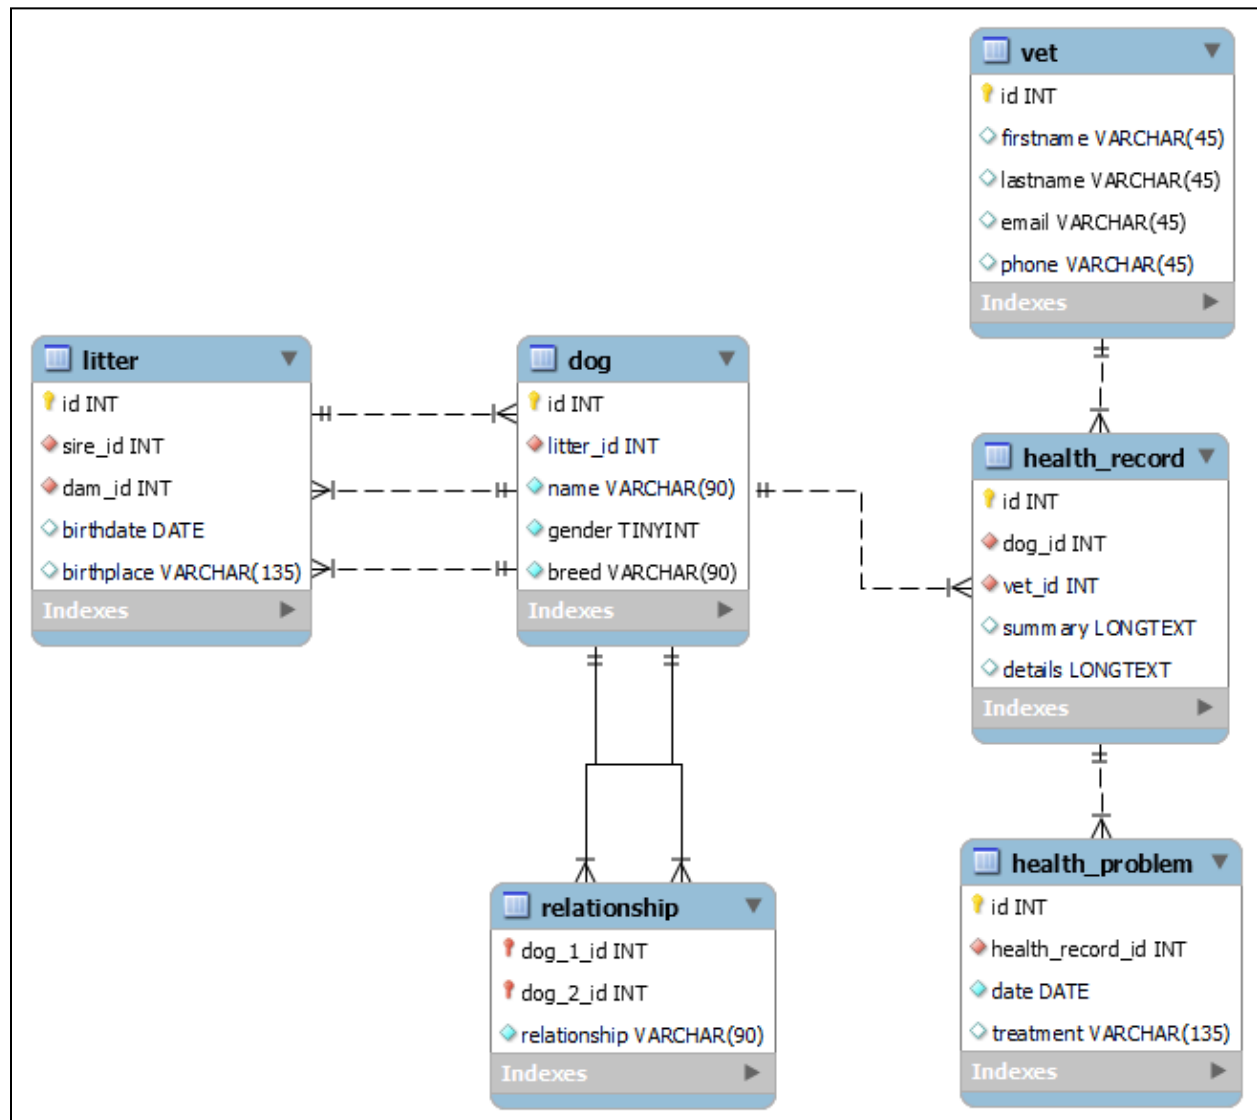 vet
id INT
firstname VARCHAR(45)
lastname VARCHAR(45)
email VARCHAR(45)
phone VARCHAR(45)
Indexes
litter
id INT
sire_id INT
dam_id INT
birthdate DATE
birthplace VARCHAR(135)
Indexes
dog
id INT
litter_id INT
name VARCHAR(90)
gender TINYINT
breed VARCHAR(90)
Indexes
health_record
id INT
dog_id INT
vet_id INT
summary LONGTEXT
details LONGTEXT
Indexes
relationship
dog_1_id INT
dog_2_id INT
relationship VARCHAR(90)
Indexes
health_problem
id INT
health_record_id INT
date DATE
treatment VARCHAR(135)
Indexes